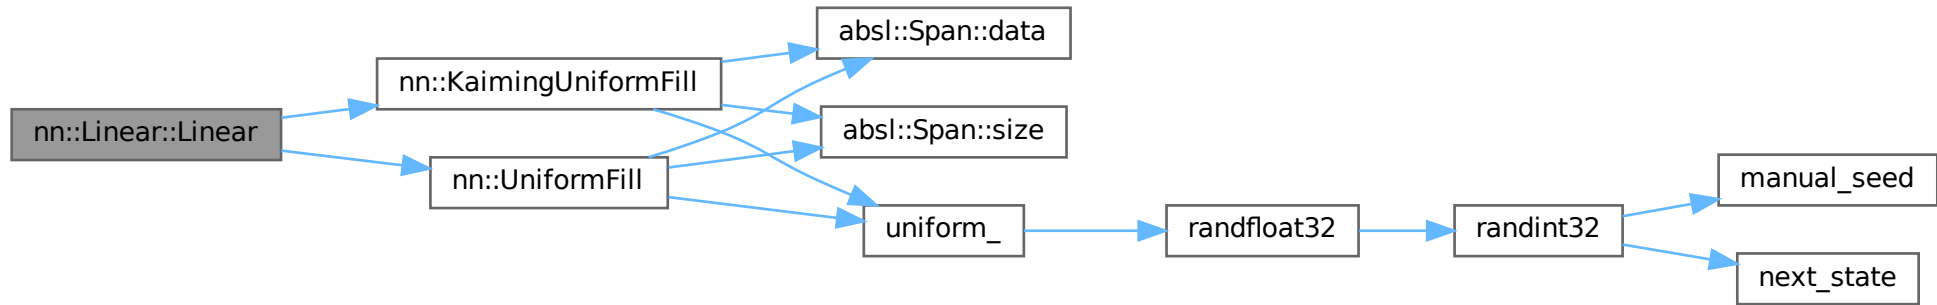 nn::Linear::Linear
nn::KaimingUniformFill
nn::UniformFill
absl::Span::data
absl::Span::size
uniform_
randfloat32
randint32
manual_seed
next_state